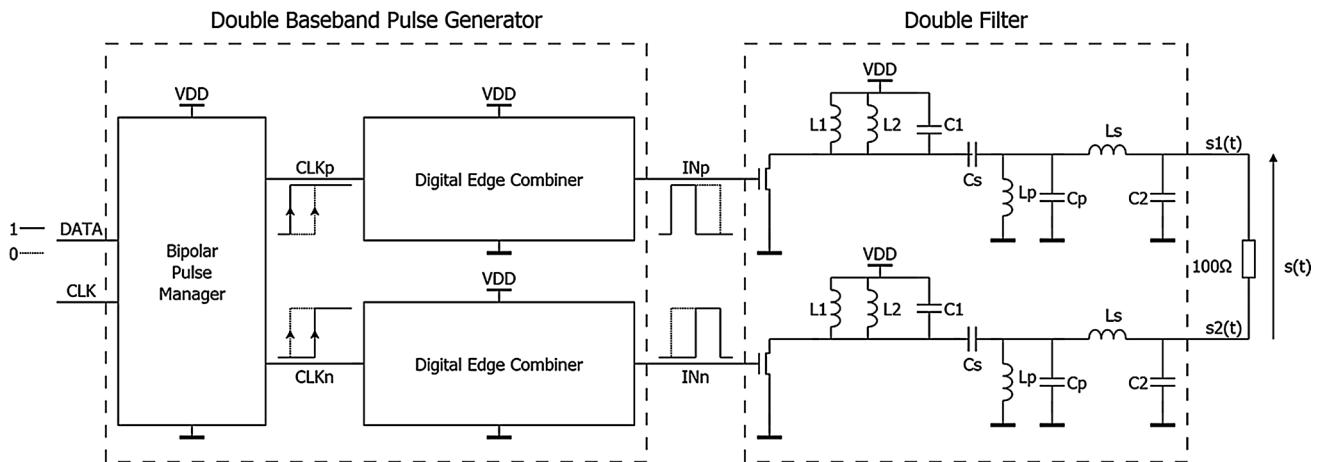 Double Baseband Pulse Generator
Double Filter
VDD
VDD
CLKp
Digital Edge Combiner
INp
1
0
DATA
CLK
Bipolar
Pulse
Manager
VDD
CLKn
Digital Edge Combiner
INn
VDD
L1
L2
C1
Cs
Lp
Cp
Ls
C2
s1(t)
VDD
L1
L2
C1
Cs
Lp
Cp
Ls
C2
s2(t)
100Ω
s(t)